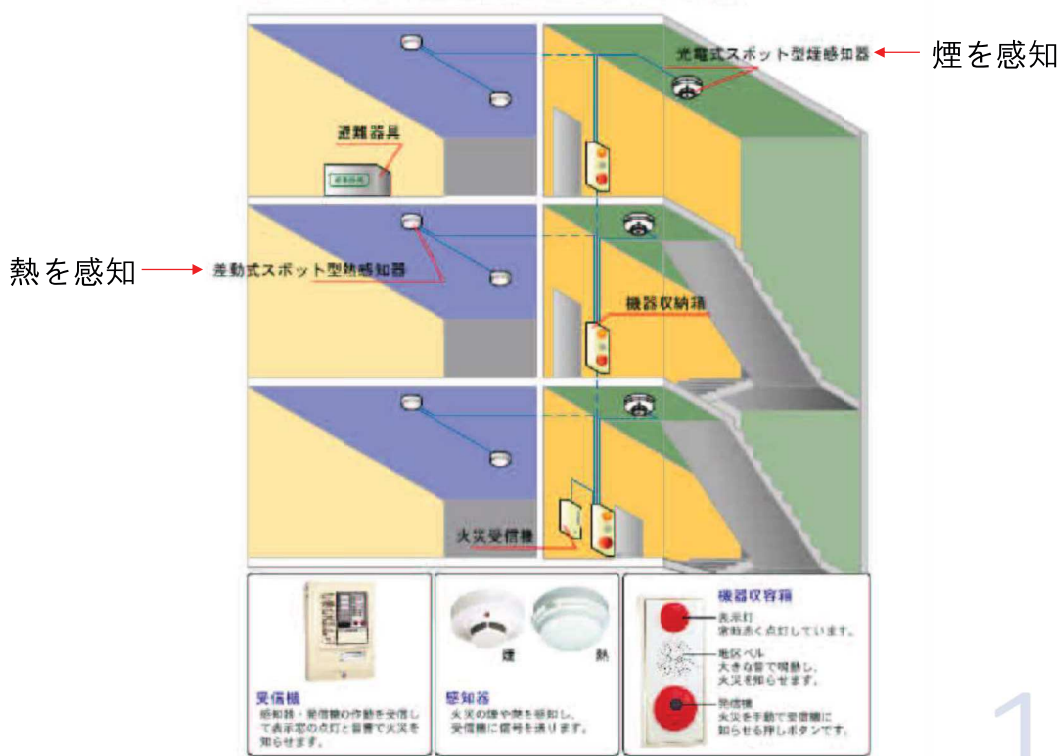 光電式スポット型煙感知器
煙を感知
避難器具
熱を感知
差動式スポット型熱感知器
機器収納箱
火災受信機
受信機
感知器・発信機の作動を受信し
て表示窓の点灯と音響で火災を
知らせます。
煙
熱
感知器
火災の煙や熱を感知し、
受信機に信号を送ります。
機器収容箱
表示灯
常時赤く点灯しています。
地区ベル
大きな音で鳴動し、
火災を知らせます。
発信機
火災を手動で受信機に
知らせる押しボタンです。
1